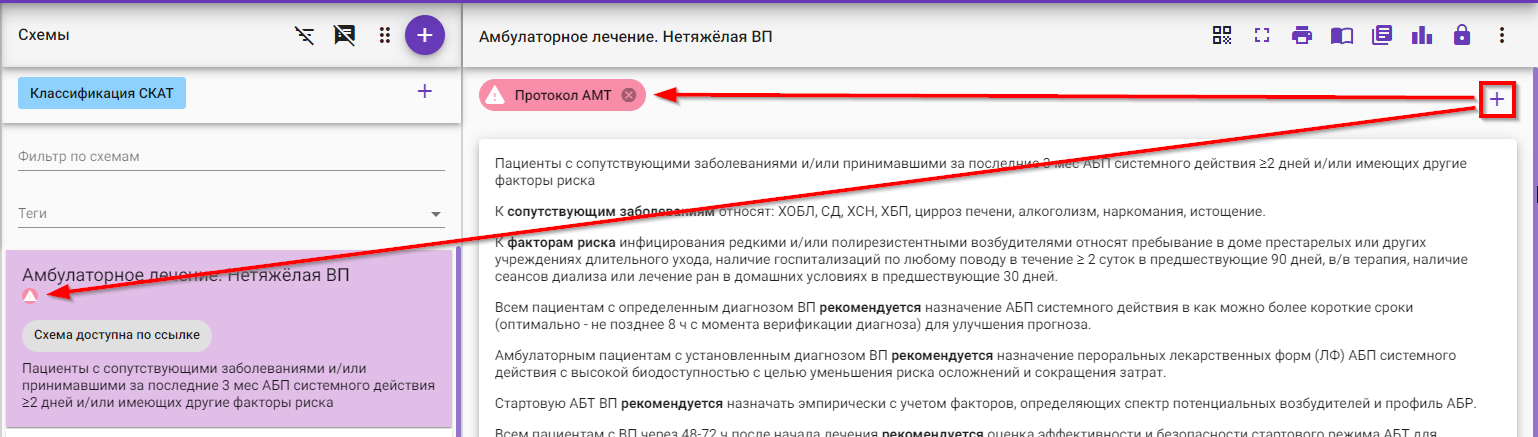 Схемы
Классификация СКАТ
Фильтр по схемам
Теги
Амбулаторное лечение. Нетяжёлая ВП
Схема доступна по ссылке
Пациенты с сопутствующими заболеваниями и/или
принимавшими за последние 3 мес АБП системного действия
≥2 дней и/или имеющих другие факторы риска
Амбулаторное лечение. Нетяжёлая ВП
Протокол АМТ
Пациенты с сопутствующими заболеваниями и/или принимавшими за последние 3 мес АБП системного действия ≥2 дней и/или имеющих другие
факторы риска
К сопутствующим заболеваниям относят: ХОБЛ, СД, ХСН, ХБП, цирроз печени, алкоголизм, наркомания, истощение.
К факторам риска инфицирования редкими и/или полирезистентными возбудителями относят пребывание в доме престарелых или других
учреждениях длительного ухода, наличие госпитализаций по любому поводу в течение ≥ 2 суток в предшествующие 90 дней, в/в терапия, наличие
сеансов диализа или лечение ран в домашних условиях в предшествующие 30 дней.
Всем пациентам с определенным диагнозом ВП рекомендуется назначение АБП системного действия в как можно более короткие сроки
(оптимально - не позднее 8 ч с момента верификации диагноза) для улучшения прогноза.
Амбулаторным пациентам с установленным диагнозом ВП рекомендуется назначение пероральных лекарственных форм (ЛФ) АБП системного
действия с высокой биодоступностью с целью уменьшения риска осложнений и сокращения затрат.
Стартовую АБТ ВП рекомендуется назначать эмпирически с учетом факторов, определяющих спектр потенциальных возбудителей и профиль АБР.
Всем пациентам с ВП через 48-72 ч после начала лечения рекомендуется оценка эффективности и безопасности стартового режима АБТ для